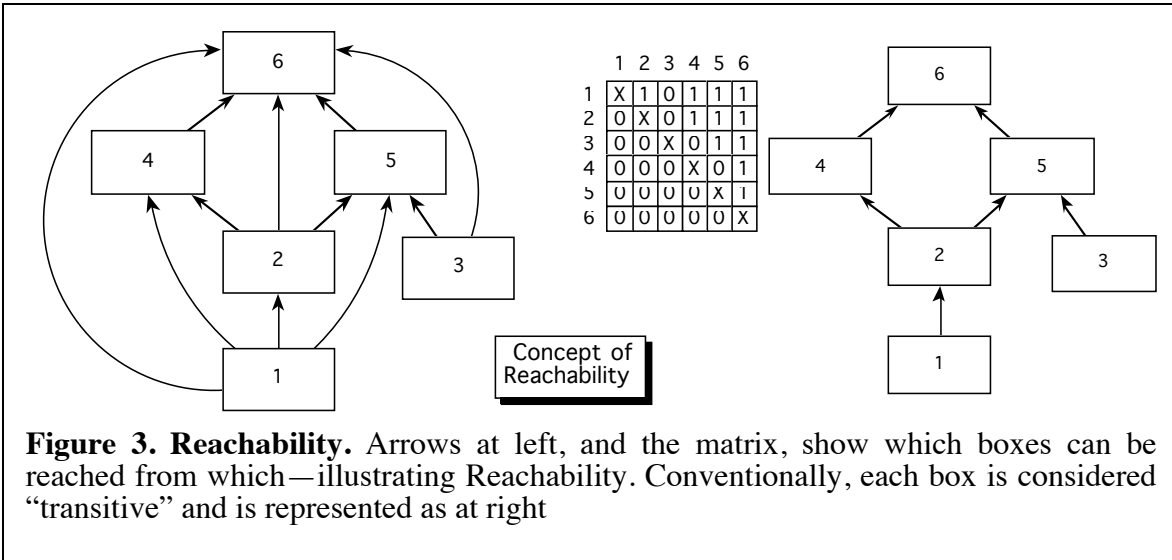 6
4
5
2
3
1
1 2 3 4 5 6
1 X 1 0 1 1 1
2 0 X 0 1 1 1
3 0 0 X 0 1 1
4 0 0 0 X 0 1
5 0 0 0 0 X 1
6 0 0 0 0 0 X
6
4
5
2
3
1
Concept of
Reachability
Figure 3. Reachability. Arrows at left, and the matrix, show which boxes can be
reached from which—illustrating Reachability. Conventionally, each box is considered
“transitive” and is represented as at right